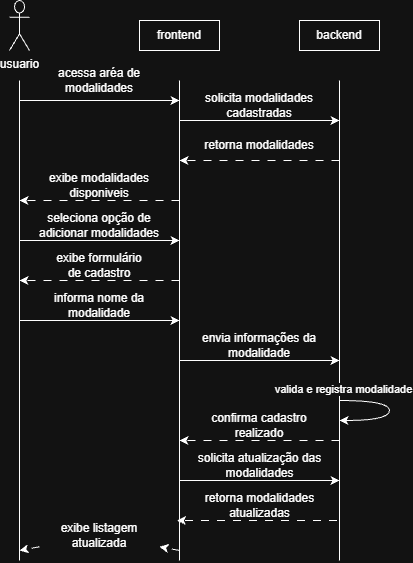 frontend
backend
usuario
acessa aréa de
modalidades
solicita modalidades
cadastradas
retorna modalidades
exibe modalidades
disponiveis
seleciona opção de
adicionar modalidades
exibe formulário
de cadastro
informa nome da
modalidade
envia informações da
modalidade
valida e registra modalidade
confirma cadastro
realizado
solicita atualização das
modalidades
retorna modalidades
atualizadas
exibe listagem
atualizada